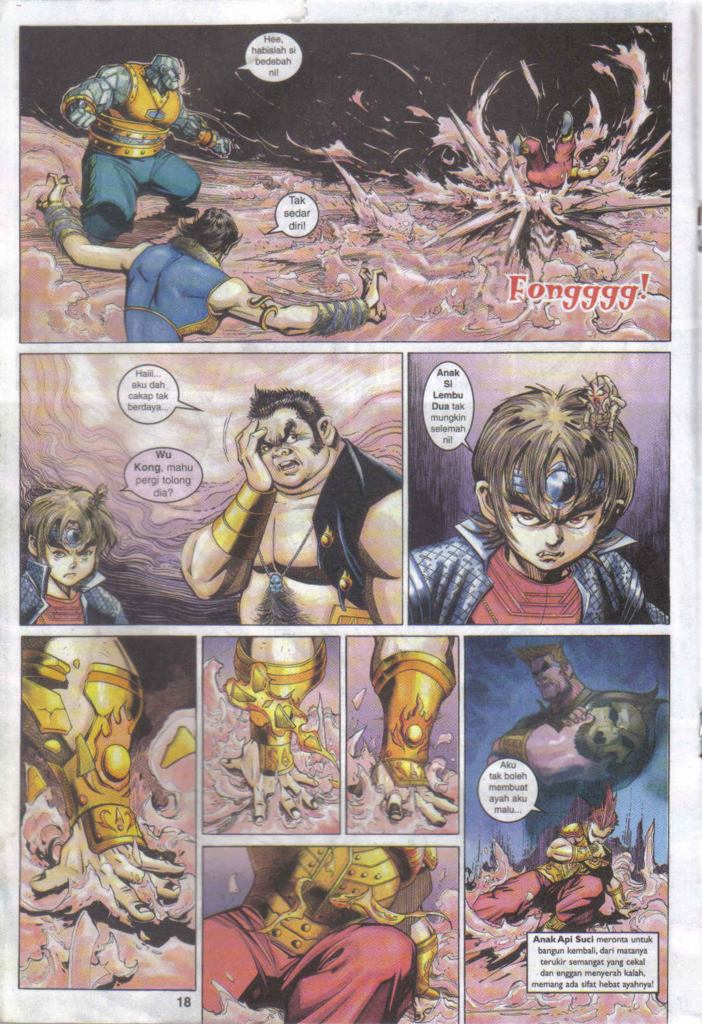 Hee,
habislah si
bedebah
ni!
Tak
sedar
diri!
Fongggg!
Haiii...
aku dah
cakap tak
berdaya...
Wu
Kong, mahu
pergi tolong
dia?
Anak
Si
Lembu
Dua tak
mungkin
selemah
ni!
Aku
tak boleh
membuat
ayah aku
malu...
Anak Api Suci meronta untuk
bangun kembali, dari matanya
terukir semangat yang cekal
dan enggan menyerah kalah,
memang ada sifat hebat ayahnya!
18